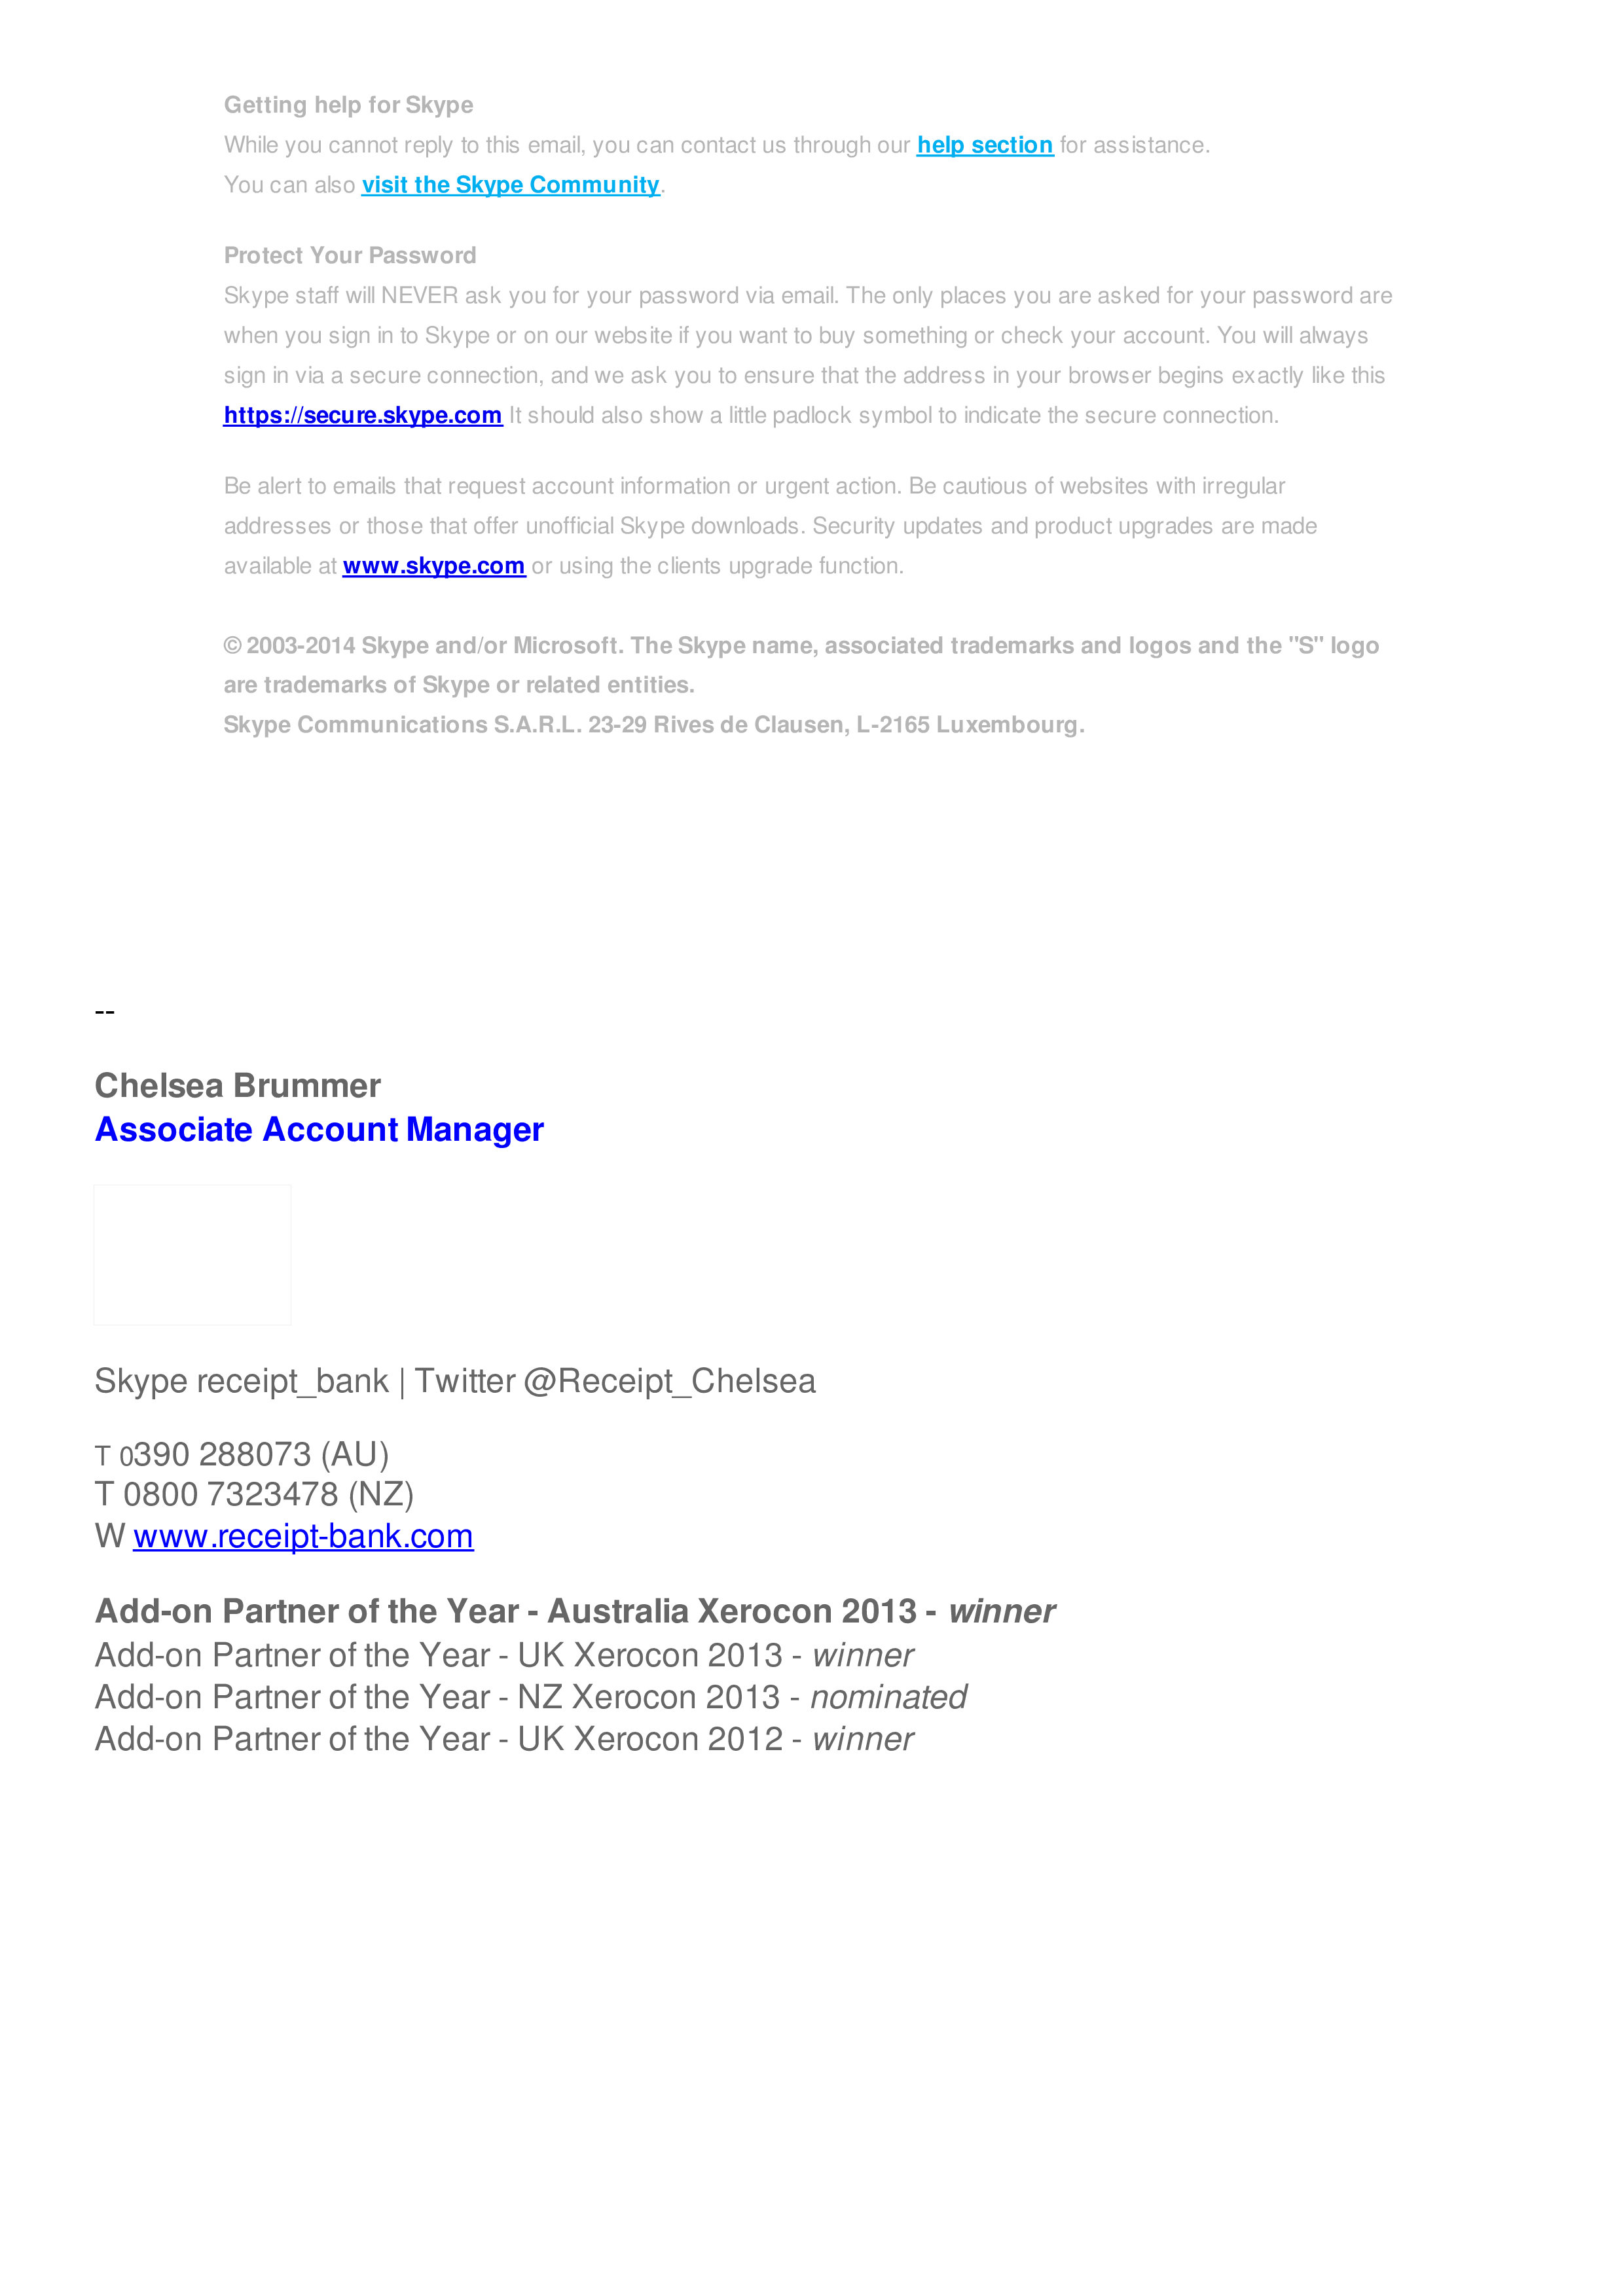 Getting help for Skype
While you cannot reply to this email, you can contact us through our help section for assistance.
You can also visit the Skype Community.
Protect Your Password
Skype staff will NEVER ask you for your password via email. The only places you are asked for your password are
when you sign in to Skype or on our website if you want to buy something or check your account. You will always
sign in via a secure connection, and we ask you to ensure that the address in your browser begins exactly like this
https://secure.skype.com It should also show a little padlock symbol to indicate the secure connection.
Be alert to emails that request account information or urgent action. Be cautious of websites with irregular
addresses or those that offer unofficial Skype downloads. Security updates and product upgrades are made
available at www.skype.com or using the clients upgrade function.
© 2003-2014 Skype and/or Microsoft. The Skype name, associated trademarks and logos and the "S" logo
are trademarks of Skype or related entities.
Skype Communications S.A.R.L. 23-29 Rives de Clausen, L-2165 Luxembourg.
--
Chelsea Brummer
Associate Account Manager
Skype receipt_bank | Twitter @Receipt_Chelsea
T 0390 288073 (AU)
T 0800 7323478 (NZ)
W www.receipt-bank.com
Add-on Partner of the Year - Australia Xerocon 2013 - winner
Add-on Partner of the Year - UK Xerocon 2013 - winner
Add-on Partner of the Year - NZ Xerocon 2013 - nominated
Add-on Partner of the Year - UK Xerocon 2012 - winner